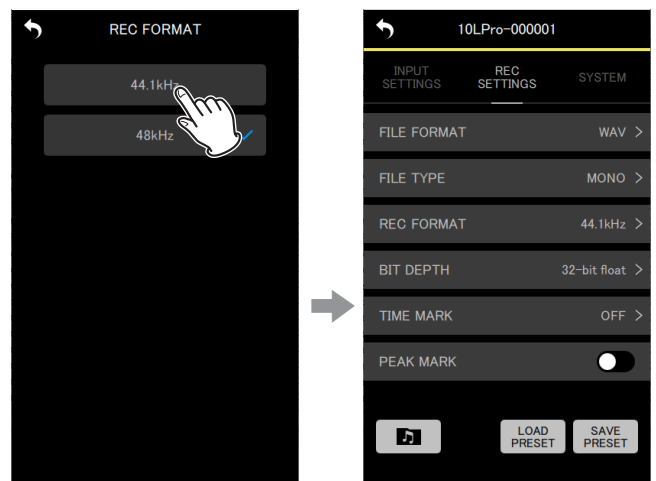 REC FORMAT
44.1kHz
48kHz
10LPro-000001
INPUT
SETTINGS
REC
SETTINGS
SYSTEM
FILE FORMAT WAV >
FILE TYPE MONO >
REC FORMAT 44.1kHz >
BIT DEPTH 32-bit float >
TIME MARK OFF >
PEAK MARK
LOAD
PRESET
SAVE
PRESET